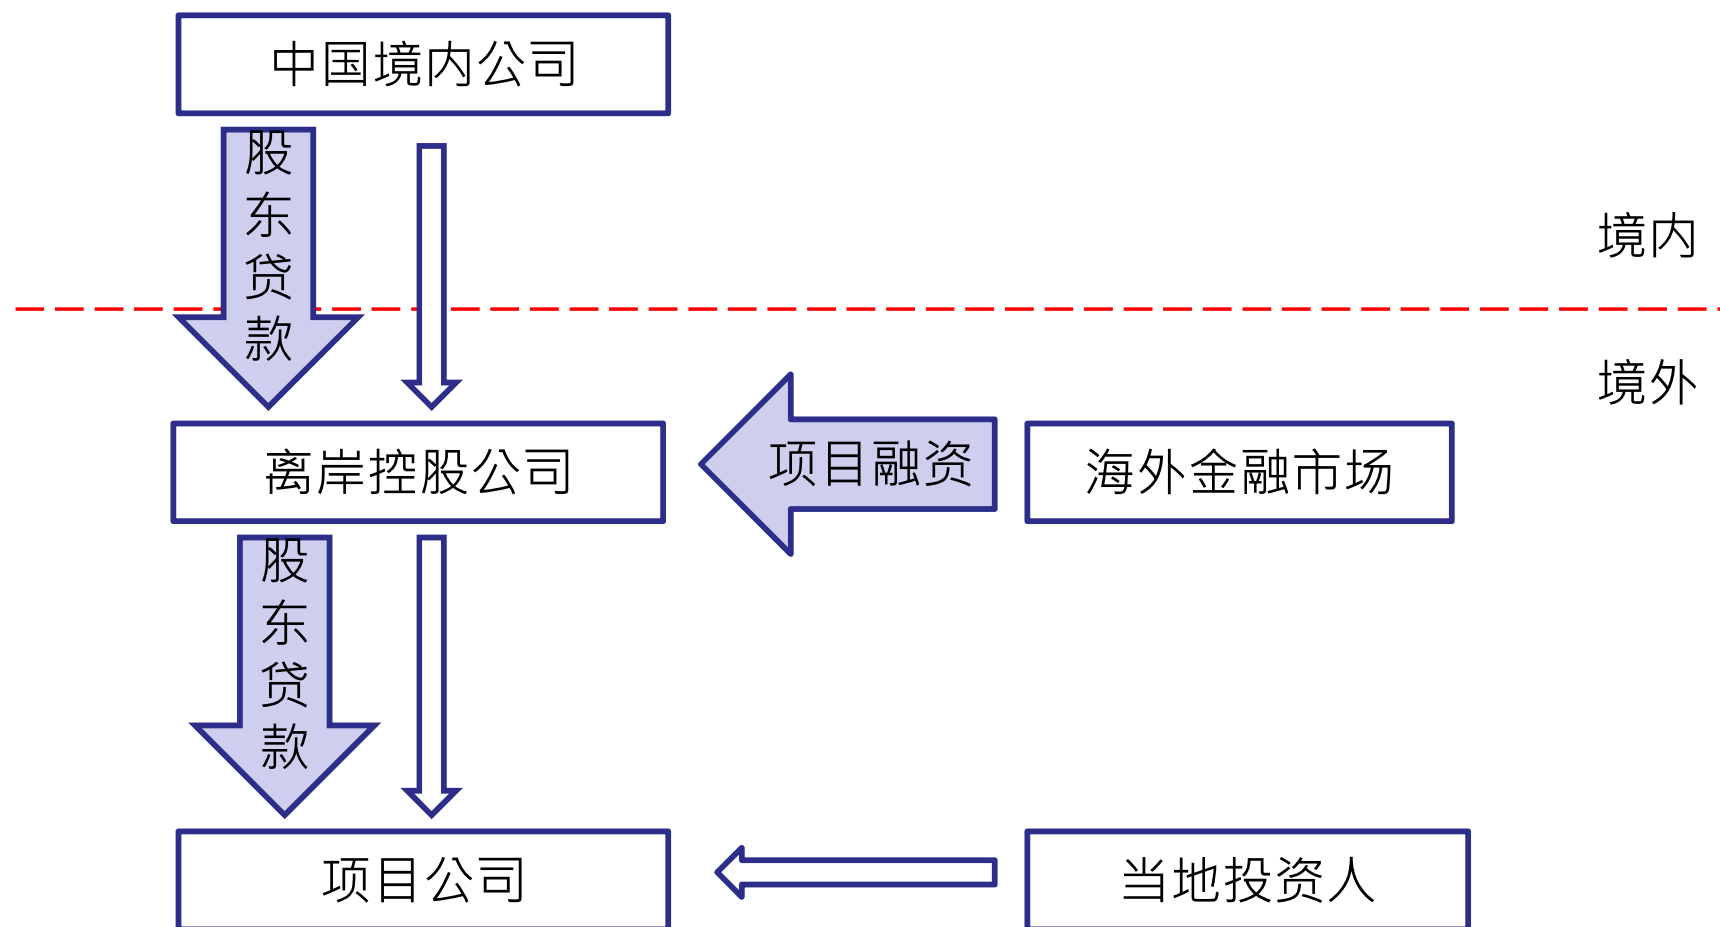 中国境内公司
股东贷款
境内
境外
离岸控股公司
项目融资
海外金融市场
股东贷款
项目公司
当地投资人